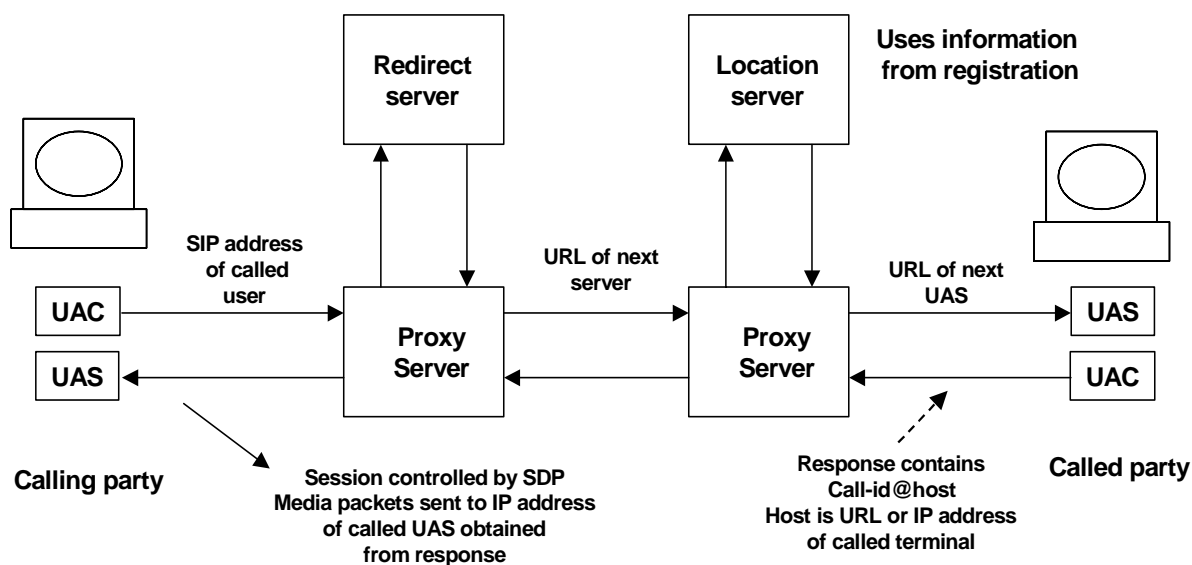 Redirect
server
Location
server
Uses information
from registration
SIP address
of called
user
URL of next
server
URL of next
UAS
UAC
UAS
Proxy
Server
Proxy
Server
UAS
UAC
Calling party
Called party
Session controlled by SDP
Media packets sent to IP address
of called UAS obtained
from response
Response contains
Call-id@host
Host is URL or IP address
of called terminal